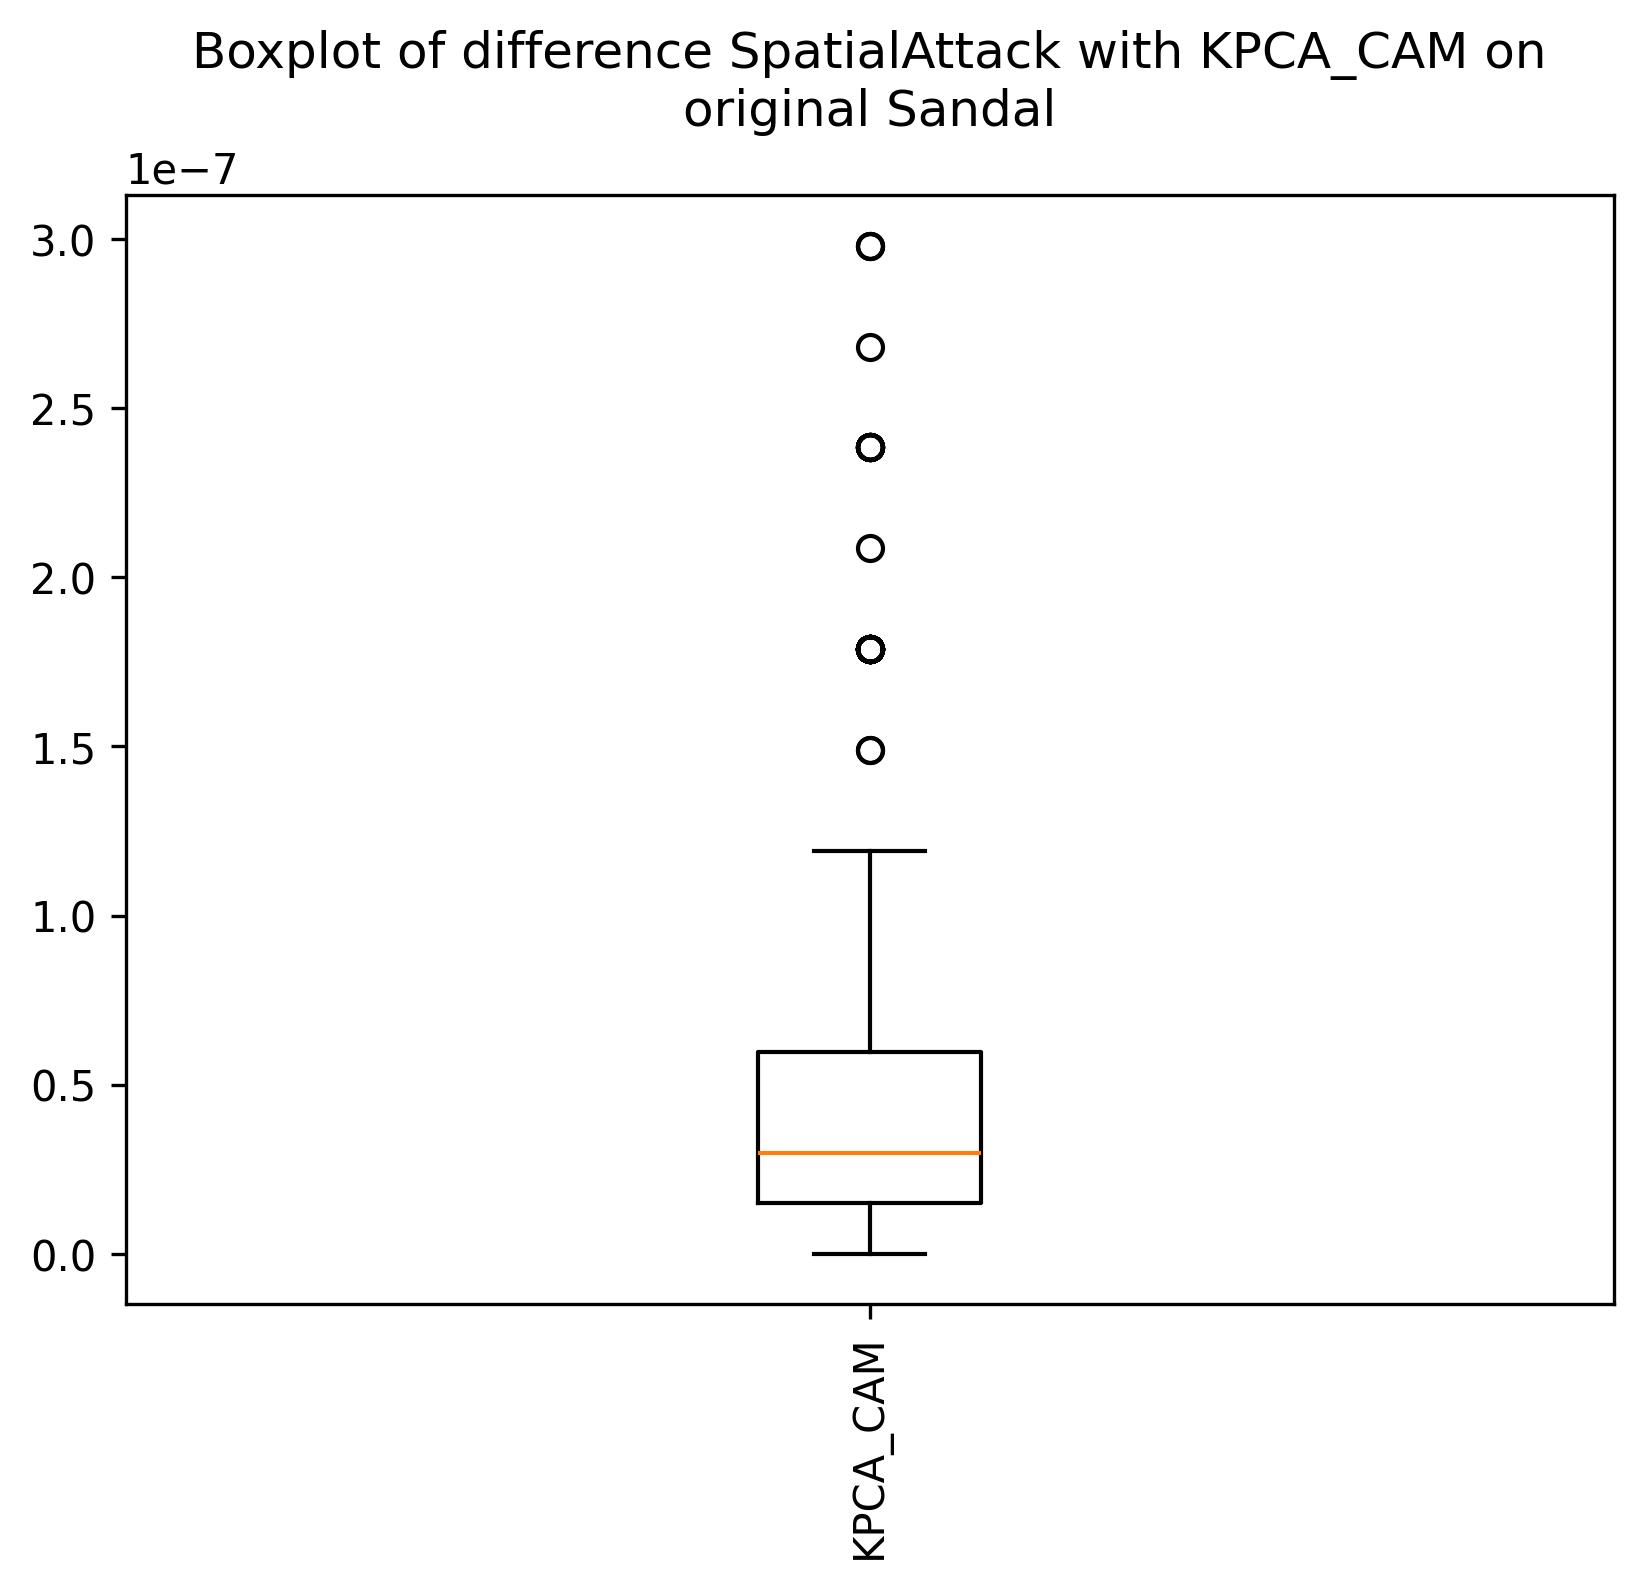 Boxplot of difference SpatialAttack with KPCA_CAM on
original Sandal
1e−7
3.0
2.5
2.0
1.5
1.0
0.5
0.0
KPCA_CAM